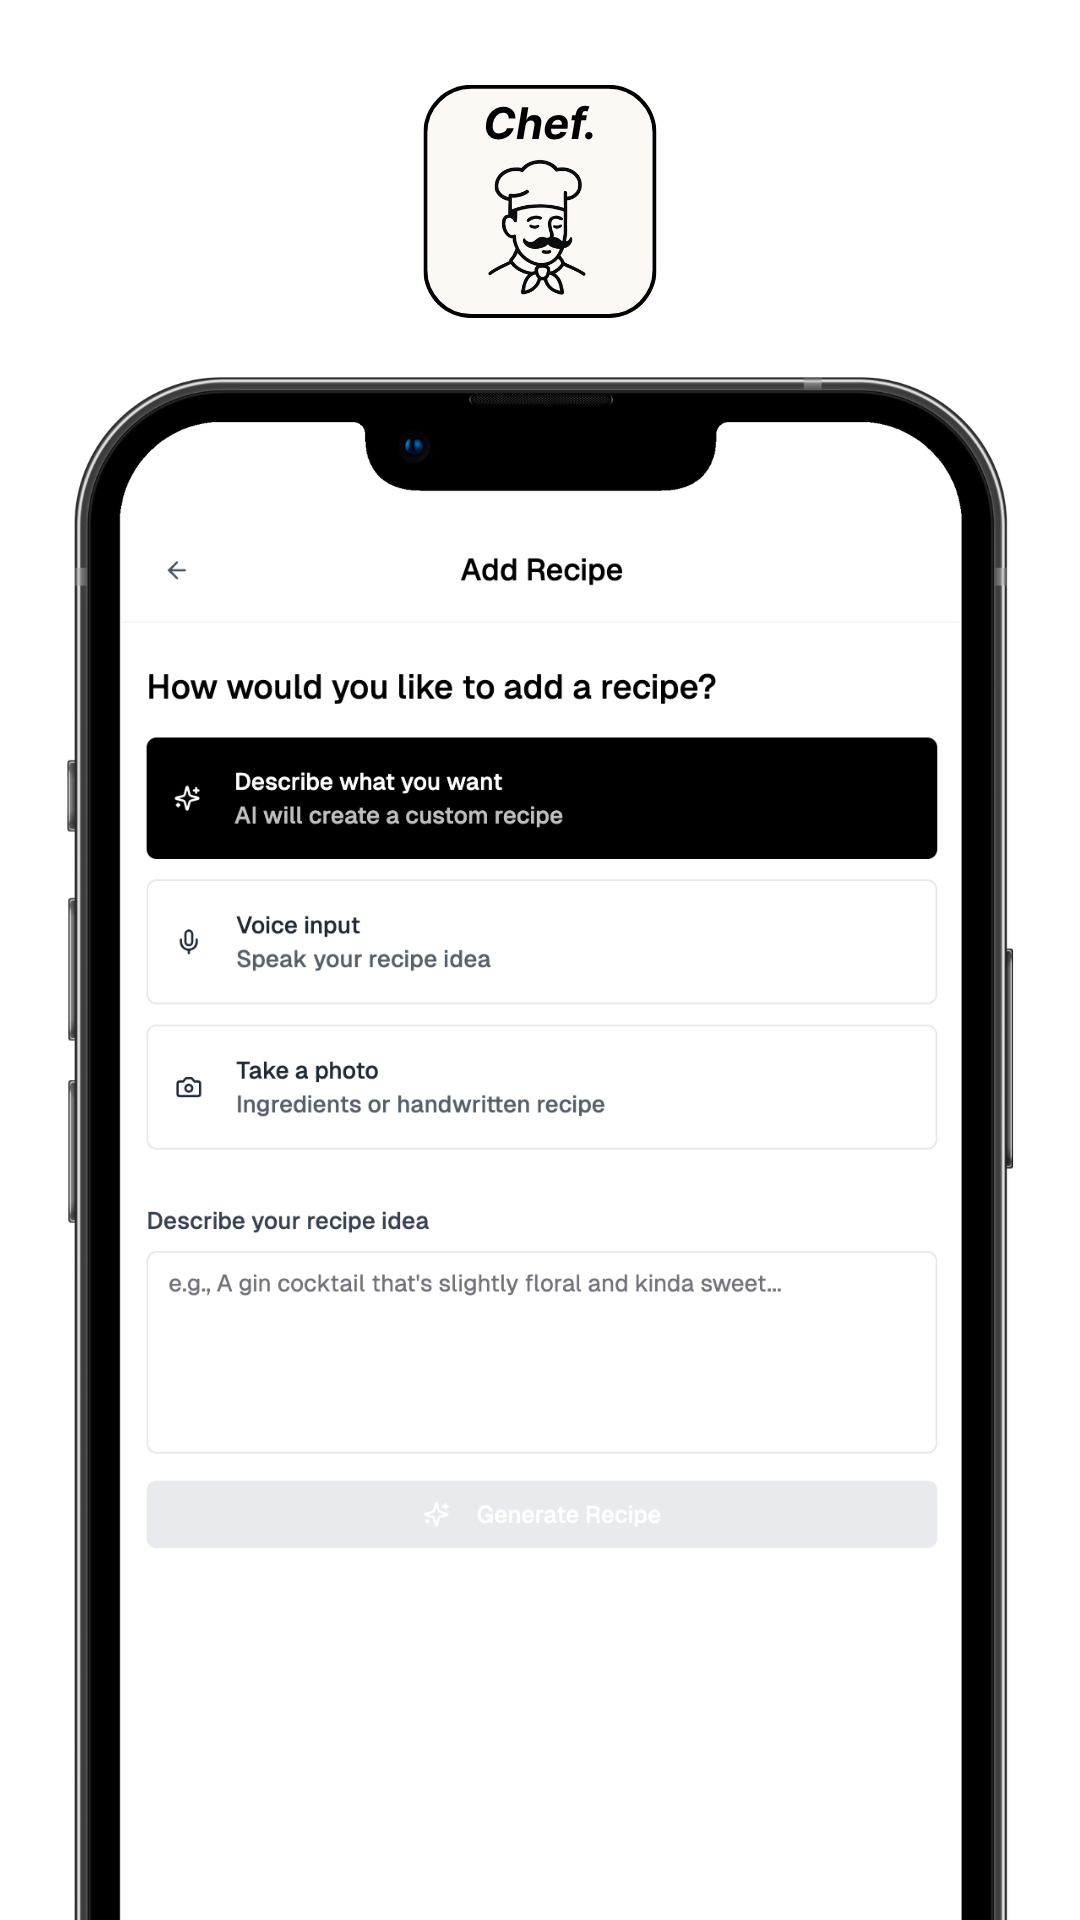 Chef.
Add Recipe
How would you like to add a recipe?
Describe what you want
AI will create a custom recipe
Voice input
Speak your recipe idea
Take a photo
Ingredients or handwritten recipe
Describe your recipe idea
e.g., A gin cocktail that's slightly floral and kinda sweet...
Generate Recipe